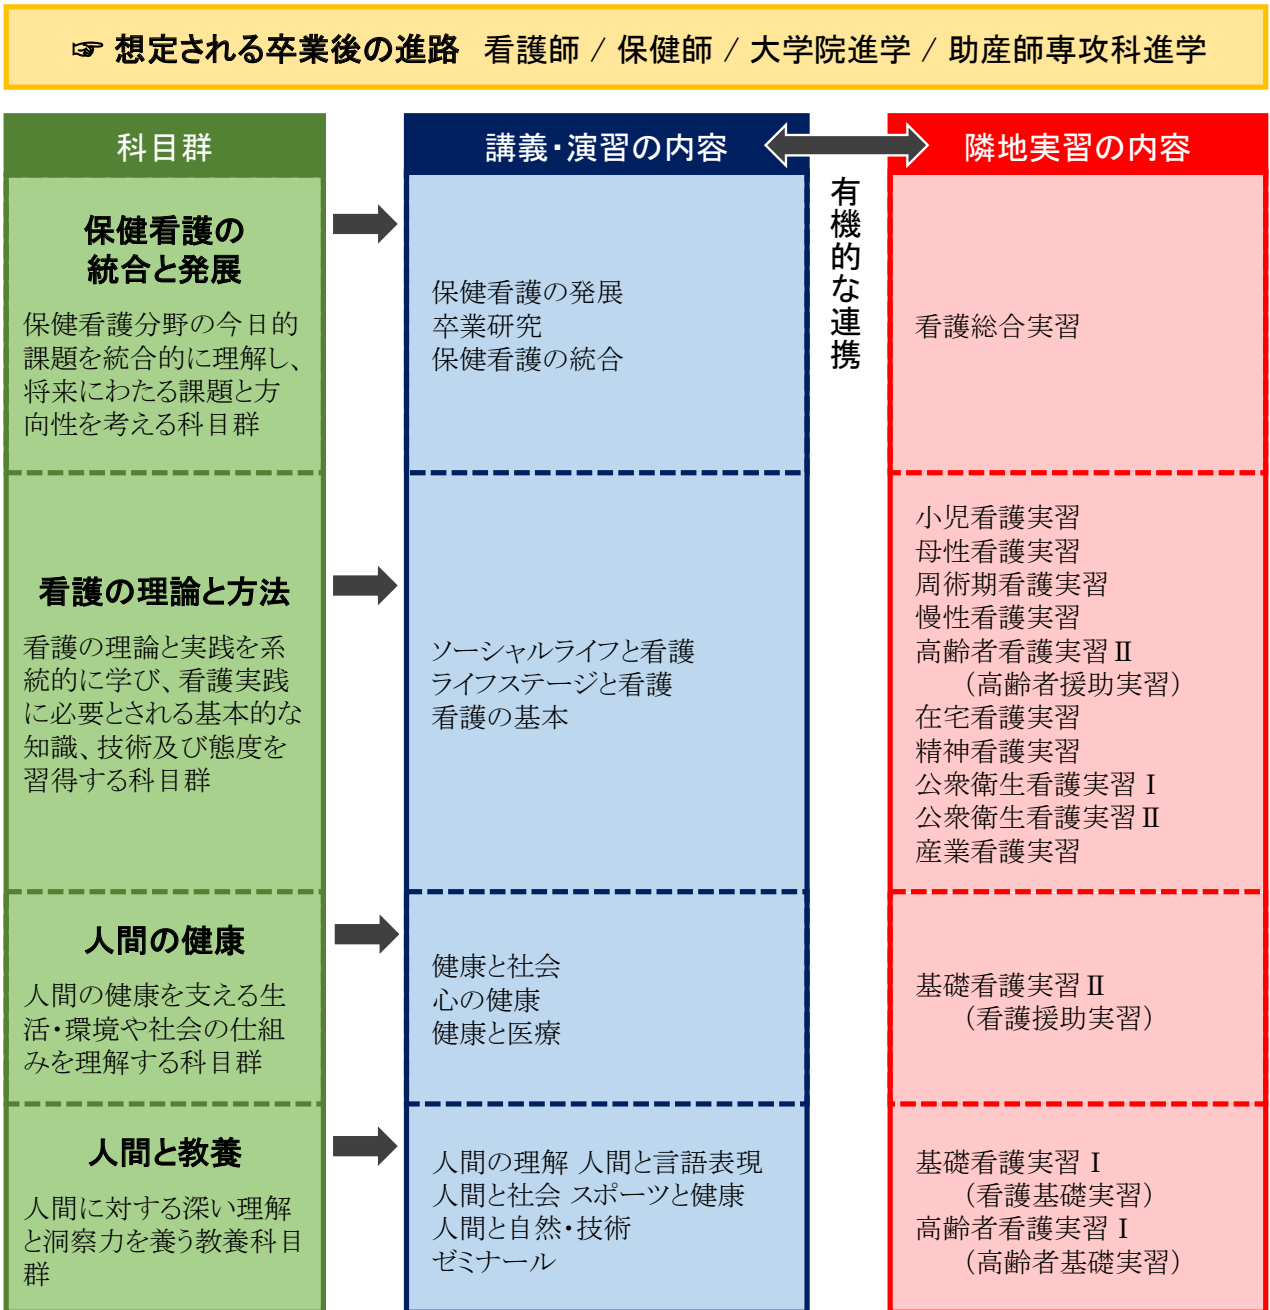 ☞ 想定される卒業後の進路 看護師 / 保健師 / 大学院進学 / 助産師専攻科進学
科目群
保健看護の
統合と発展
保健看護分野の今日的
課題を統合的に理解し、
将来にわたる課題と方
向性を考える科目群
看護の理論と方法
看護の理論と実践を系
統的に学び、看護実践
に必要とされる基本的な
知識、技術及び態度を
習得する科目群
人間の健康
人間の健康を支える生
活・環境や社会の仕組
みを理解する科目群
人間と教養
人間に対する深い理解
と洞察力を養う教養科目
群
講義・演習の内容
保健看護の発展
卒業研究
保健看護の統合
ソーシャルライフと看護
ライフステージと看護
看護の基本
健康と社会
心の健康
健康と医療
人間の理解 人間と言語表現
人間と社会 スポーツと健康
人間と自然・技術
ゼミナール
有機的な連携
隣地実習の内容
看護総合実習
小児看護実習
母性看護実習
周術期看護実習
慢性看護実習
高齢者看護実習Ⅱ
（高齢者援助実習）
在宅看護実習
精神看護実習
公衆衛生看護実習Ⅰ
公衆衛生看護実習Ⅱ
産業看護実習
基礎看護実習Ⅱ
（看護援助実習）
基礎看護実習Ⅰ
（看護基礎実習）
高齢者看護実習Ⅰ
（高齢者基礎実習）